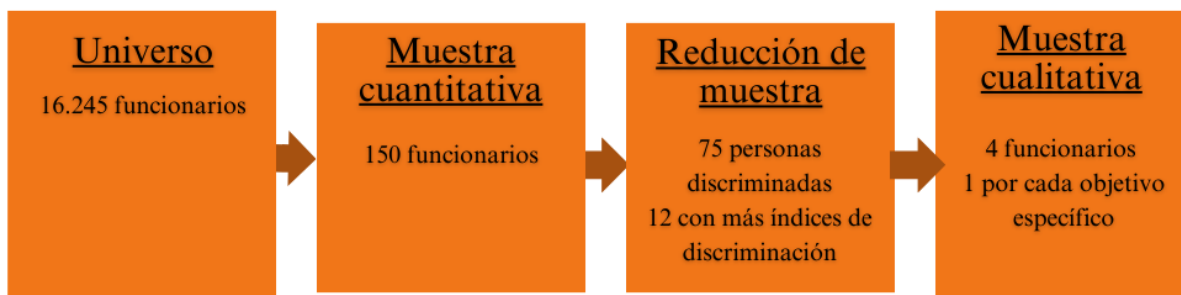 Universo
16.245 funcionarios
Muestra
cuantitativa
150 funcionarios
Reducción de
muestra
75 personas
discriminadas
12 con más índices de
discriminación
Muestra
cualitativa
4 funcionarios
1 por cada objetivo
específico